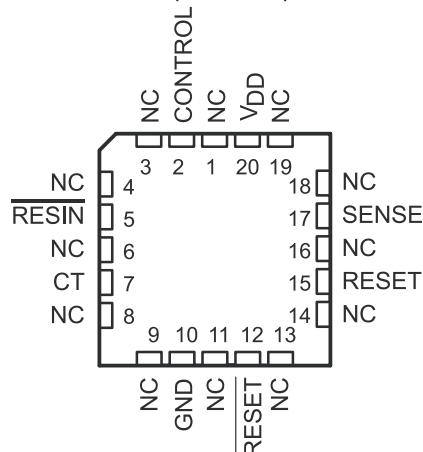 NC
CONTROL
NC
VDD
NC
3 2 1 20 19
NC 4 18 NC
RESIN 5 17 SENSE
NC 6 16 NC
CT 7 15 RESET
NC 8 14 NC
9 10 11 12 13
NC
GND
NC
RESET
NC